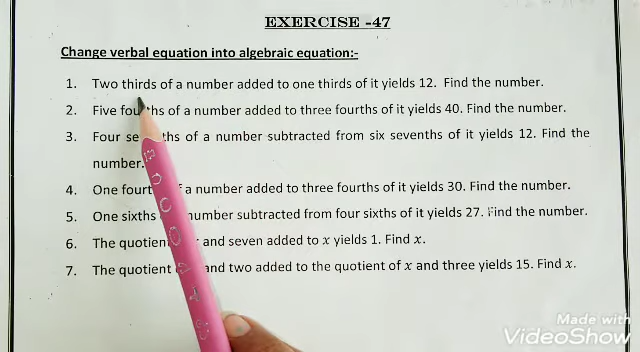 EXERCISE -47
Change verbal equation into algebraic equation:-
1. Two thirds of a number added to one thirds of it yields 12. Find the number.
2. Five fourths of a number added to three fourths of it yields 40. Find the number.
3. Four sevenths of a number subtracted from six sevenths of it yields 12. Find the
number.
4. One fourt a number added to three fourths of it yields 30. Find the number.
5. One sixths number subtracted from four sixths of it yields 27. Find the number.
6. The quotien and seven added to x yields 1. Find x.
7. The quotient and two added to the quotient of x and three yields 15. Find x.
Made with
VideoShow